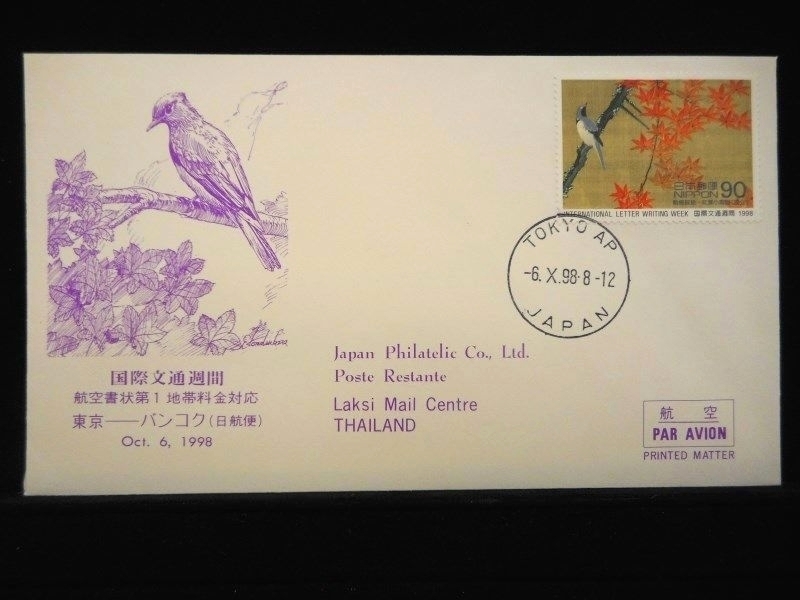 日本郵便
NIPPON 90
INTERNATIONAL LETTER WRITING WEEK 国際文通週間 1998
TOKYO AP
-6.X.98·8-12
JAPAN
国際文通週間
航空書状第1地帯料金対応
東京――バンコク(日航便)
Oct. 6, 1998
Japan Philatelic Co., Ltd.
Poste Restante
Laksi Mail Centre
THAILAND
航空
PAR AVION
PRINTED MATTER